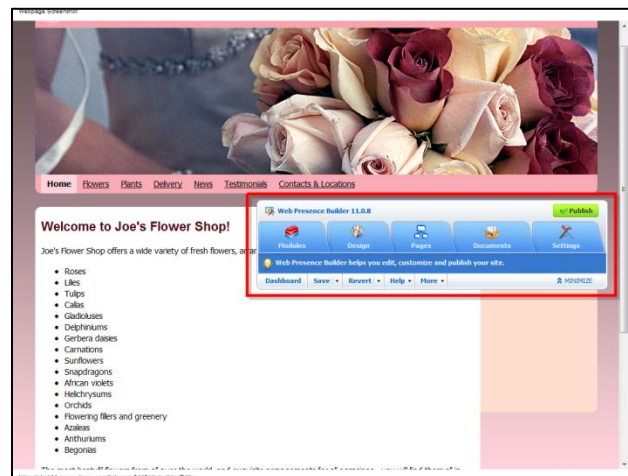 Webpage Screenshot
Home Flowers Plants Delivery News Testimonials Contacts & Locations
Web Presence Builder 11.0.8
Publish
Modules Design Pages Documents Settings
Web Presence Builder helps you edit, customize and publish your site.
Dashboard Save Revert Help More MINIMIZE
Welcome to Joe's Flower Shop!
Joe's Flower Shop offers a wide variety of fresh flowers,
Roses
Lilies
Tulips
Callas
Gladioluses
Delphiniums
Gerbera daisies
Carnations
Sunflowers
Snapdragons
African violets
Helichrysums
Orchids
Flowering fillers and greenery
Azaleas
Anthuriums
Begonias